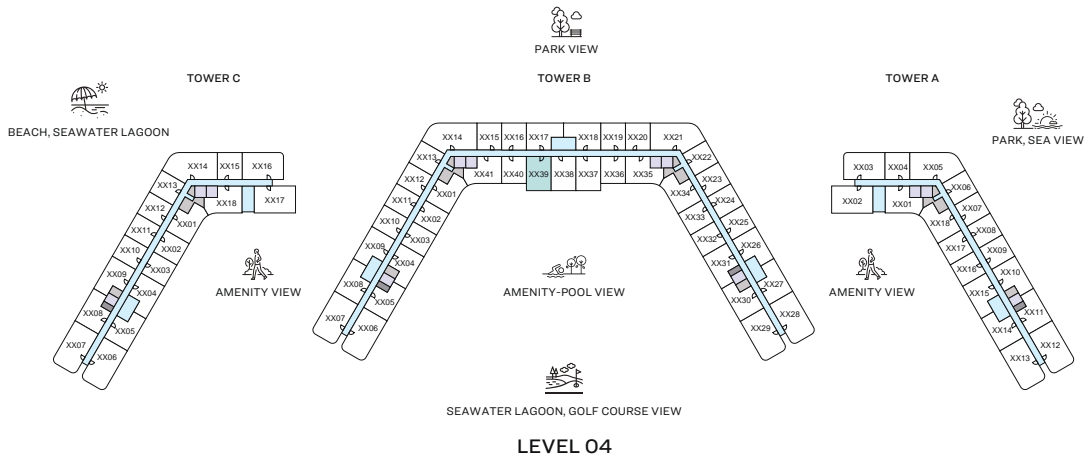 PARK VIEW
TOWER C
TOWER B
TOWER A
BEACH, SEAWATER LAGOON
PARK, SEA VIEW
XX14 XX15 XX16
XX13
XX12
XX11
XX10
XX09
XX08
XX07
XX18 XX17
XX01
XX02
XX03
XX04
XX05
XX06
XX14 XX15 XX16 XX17 XX18 XX19 XX20 XX21
XX13
XX12
XX11
XX10
XX09
XX08
XX07
XX41 XX40 XX39 XX38 XX37 XX36 XX35
XX01
XX02
XX03
XX04
XX05
XX06
XX22
XX23
XX24
XX25
XX26
XX27
XX28
XX34
XX33
XX32
XX31
XX30
XX29
XX03 XX04 XX05
XX02 XX01
XX06
XX07
XX08
XX09
XX10
XX11
XX12
XX18
XX17
XX16
XX15
XX14
XX13
AMENITY VIEW
AMENITY-POOL VIEW
AMENITY VIEW
SEAWATER LAGOON, GOLF COURSE VIEW
LEVEL 04